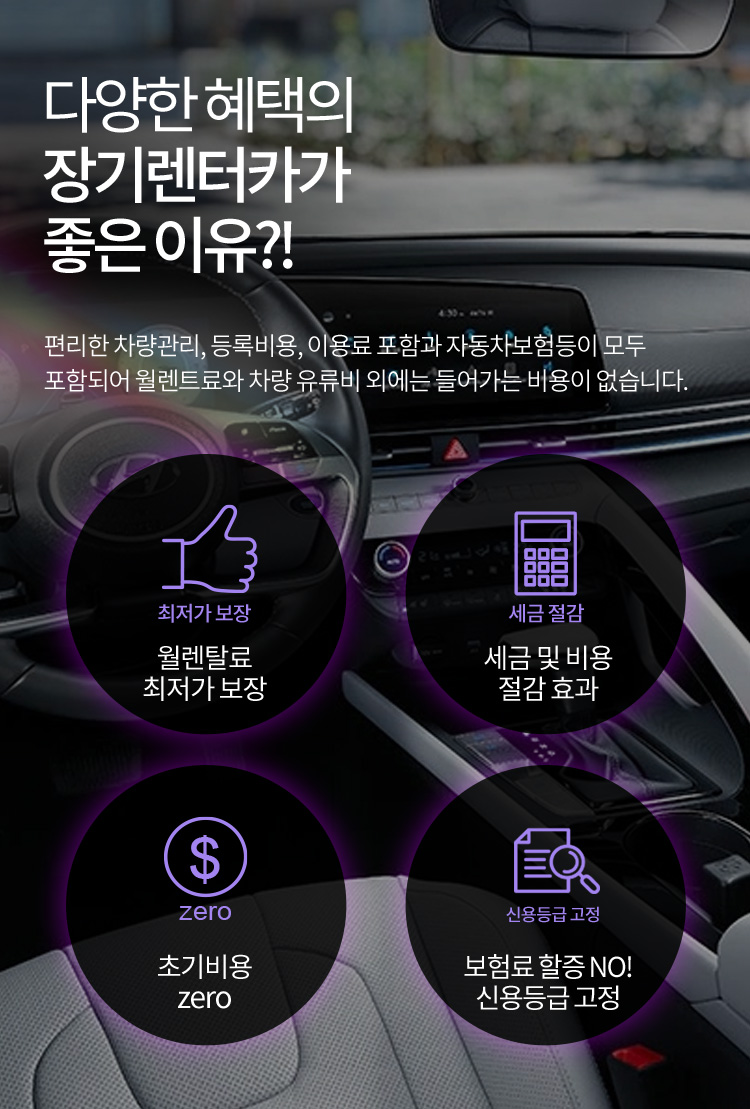 다양한 혜택의
장기렌터카가
좋은 이유?!
4:30
편리한 차량관리, 등록비용, 이용료 포함과 자동차보험등이 모두
포함되어 월렌트료와 차량 유류비 외에는 들어가는 비용이 없습니다.
최저가 보장
월렌탈료
최저가 보장
세금 절감
세금 및 비용
절감 효과
$
zero
초기비용
zero
신용등급 고정
보험료 할증 NO!
신용등급 고정